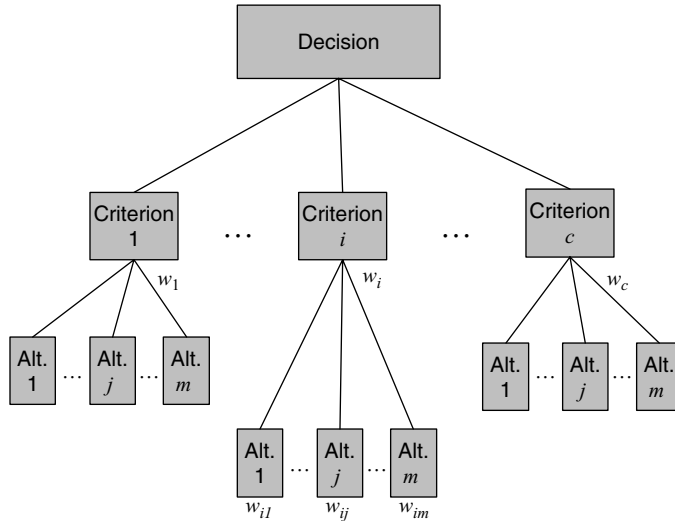 Decision
Criterion
1
...
Criterion
i
...
Criterion
c
w1
wi
wc
Alt.
1
...
Alt.
j
...
Alt.
m
Alt.
1
...
Alt.
j
...
Alt.
m
Alt.
1
...
Alt.
j
...
Alt.
m
wi1
wij
wim